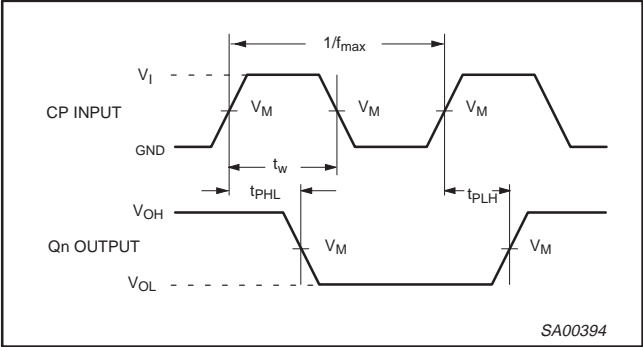 1/fmax
VI
CP INPUT
VM
VM
VM
GND
tw
tPHL
tPLH
VOH
Qn OUTPUT
VM
VM
VOL
SA00394